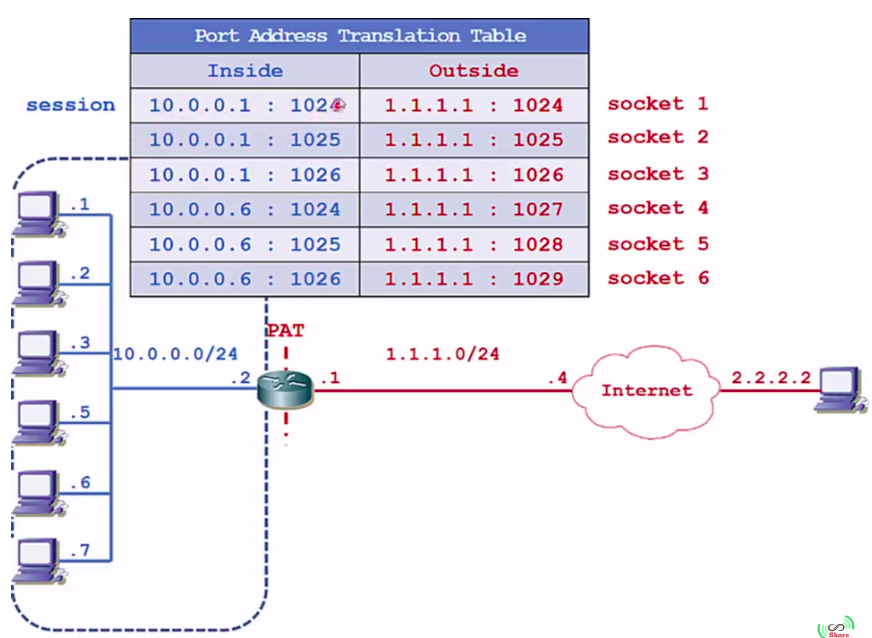 Port Address Translation Table
Inside Outside
session 10.0.0.1 : 1024 1.1.1.1 : 1024 socket 1
10.0.0.1 : 1025 1.1.1.1 : 1025 socket 2
10.0.0.1 : 1026 1.1.1.1 : 1026 socket 3
10.0.0.6 : 1024 1.1.1.1 : 1027 socket 4
10.0.0.6 : 1025 1.1.1.1 : 1028 socket 5
10.0.0.6 : 1026 1.1.1.1 : 1029 socket 6
.1
.2
.3
.5
.6
.7
10.0.0.0/24
.2
PAT
.1
1.1.1.0/24
.4
Internet
2.2.2.2
Share